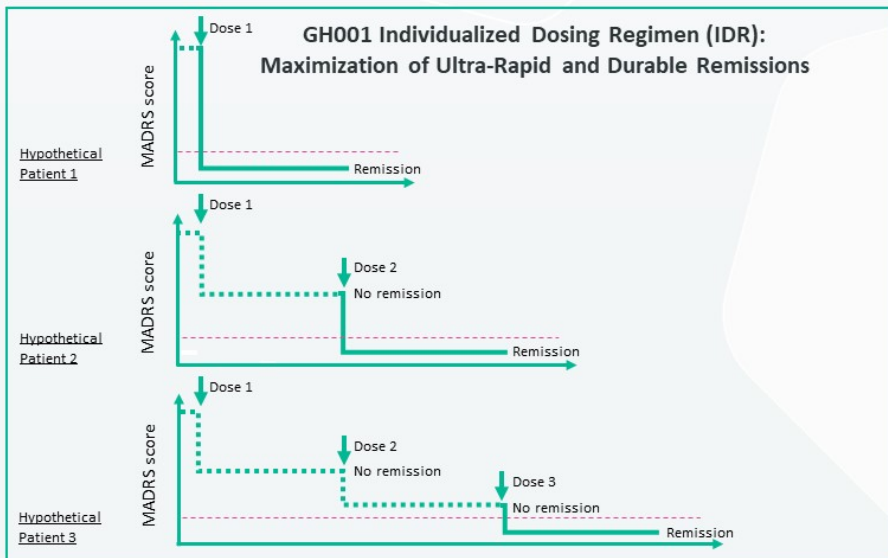 GH001 Individualized Dosing Regimen (IDR):
Maximization of Ultra-Rapid and Durable Remissions
Dose 1
MADRS score
Hypothetical
Patient 1
Remission
Dose 1
MADRS score
Dose 2
No remission
Hypothetical
Patient 2
Remission
Dose 1
MADRS score
Dose 2
No remission
Dose 3
No remission
Hypothetical
Patient 3
Remission